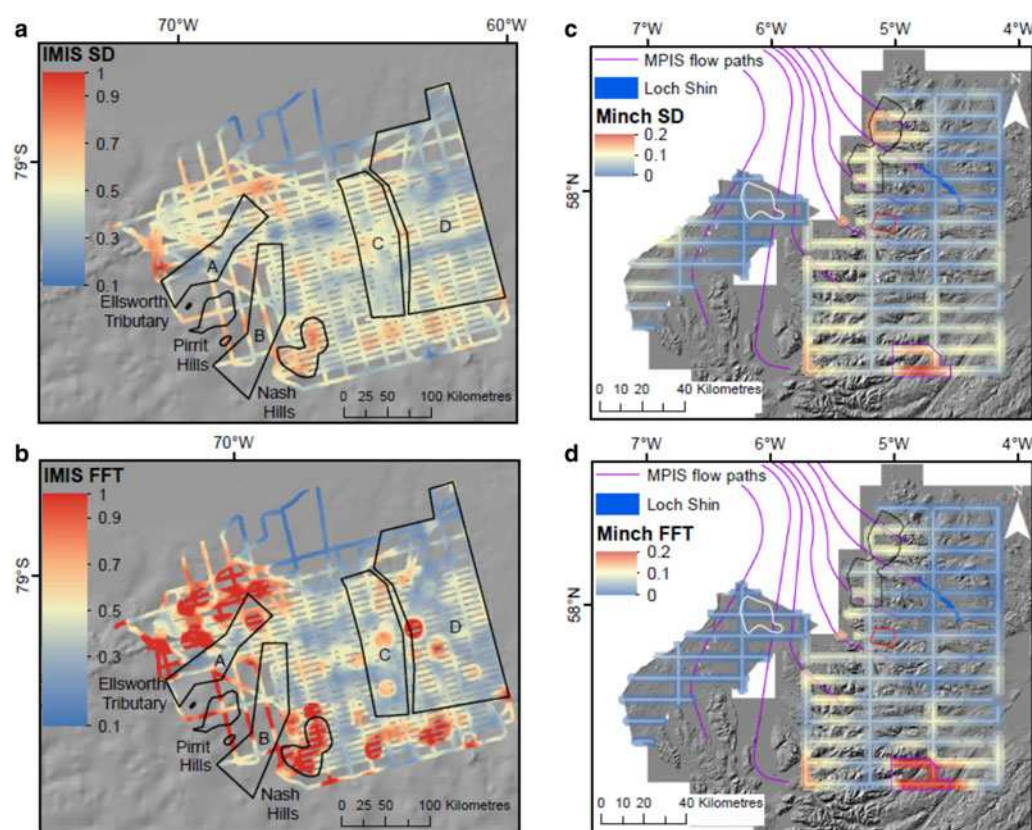 a
70°W
60°W
IMIS SD
1
0.9
0.7
0.5
0.3
0.1
79°S
A
B
C
D
Ellsworth
Tributary
Pirrit
Hills
Nash
Hills
0 25 50 100 Kilometres
b
70°W
IMIS FFT
1
0.9
0.7
0.5
0.3
0.1
79°S
A
B
C
D
Ellsworth
Tributary
Pirrit
Hills
Nash
Hills
0 25 50 100 Kilometres
c
7°W 6°W 5°W 4°W
MPIS flow paths
Loch Shin
Minch SD
0.2
0.1
0
N
58°N
0 10 20 40 Kilometres
d
7°W 6°W 5°W 4°W
MPIS flow paths
Loch Shin
Minch FFT
0.2
0.1
0
58°N
0 10 20 40 Kilometres